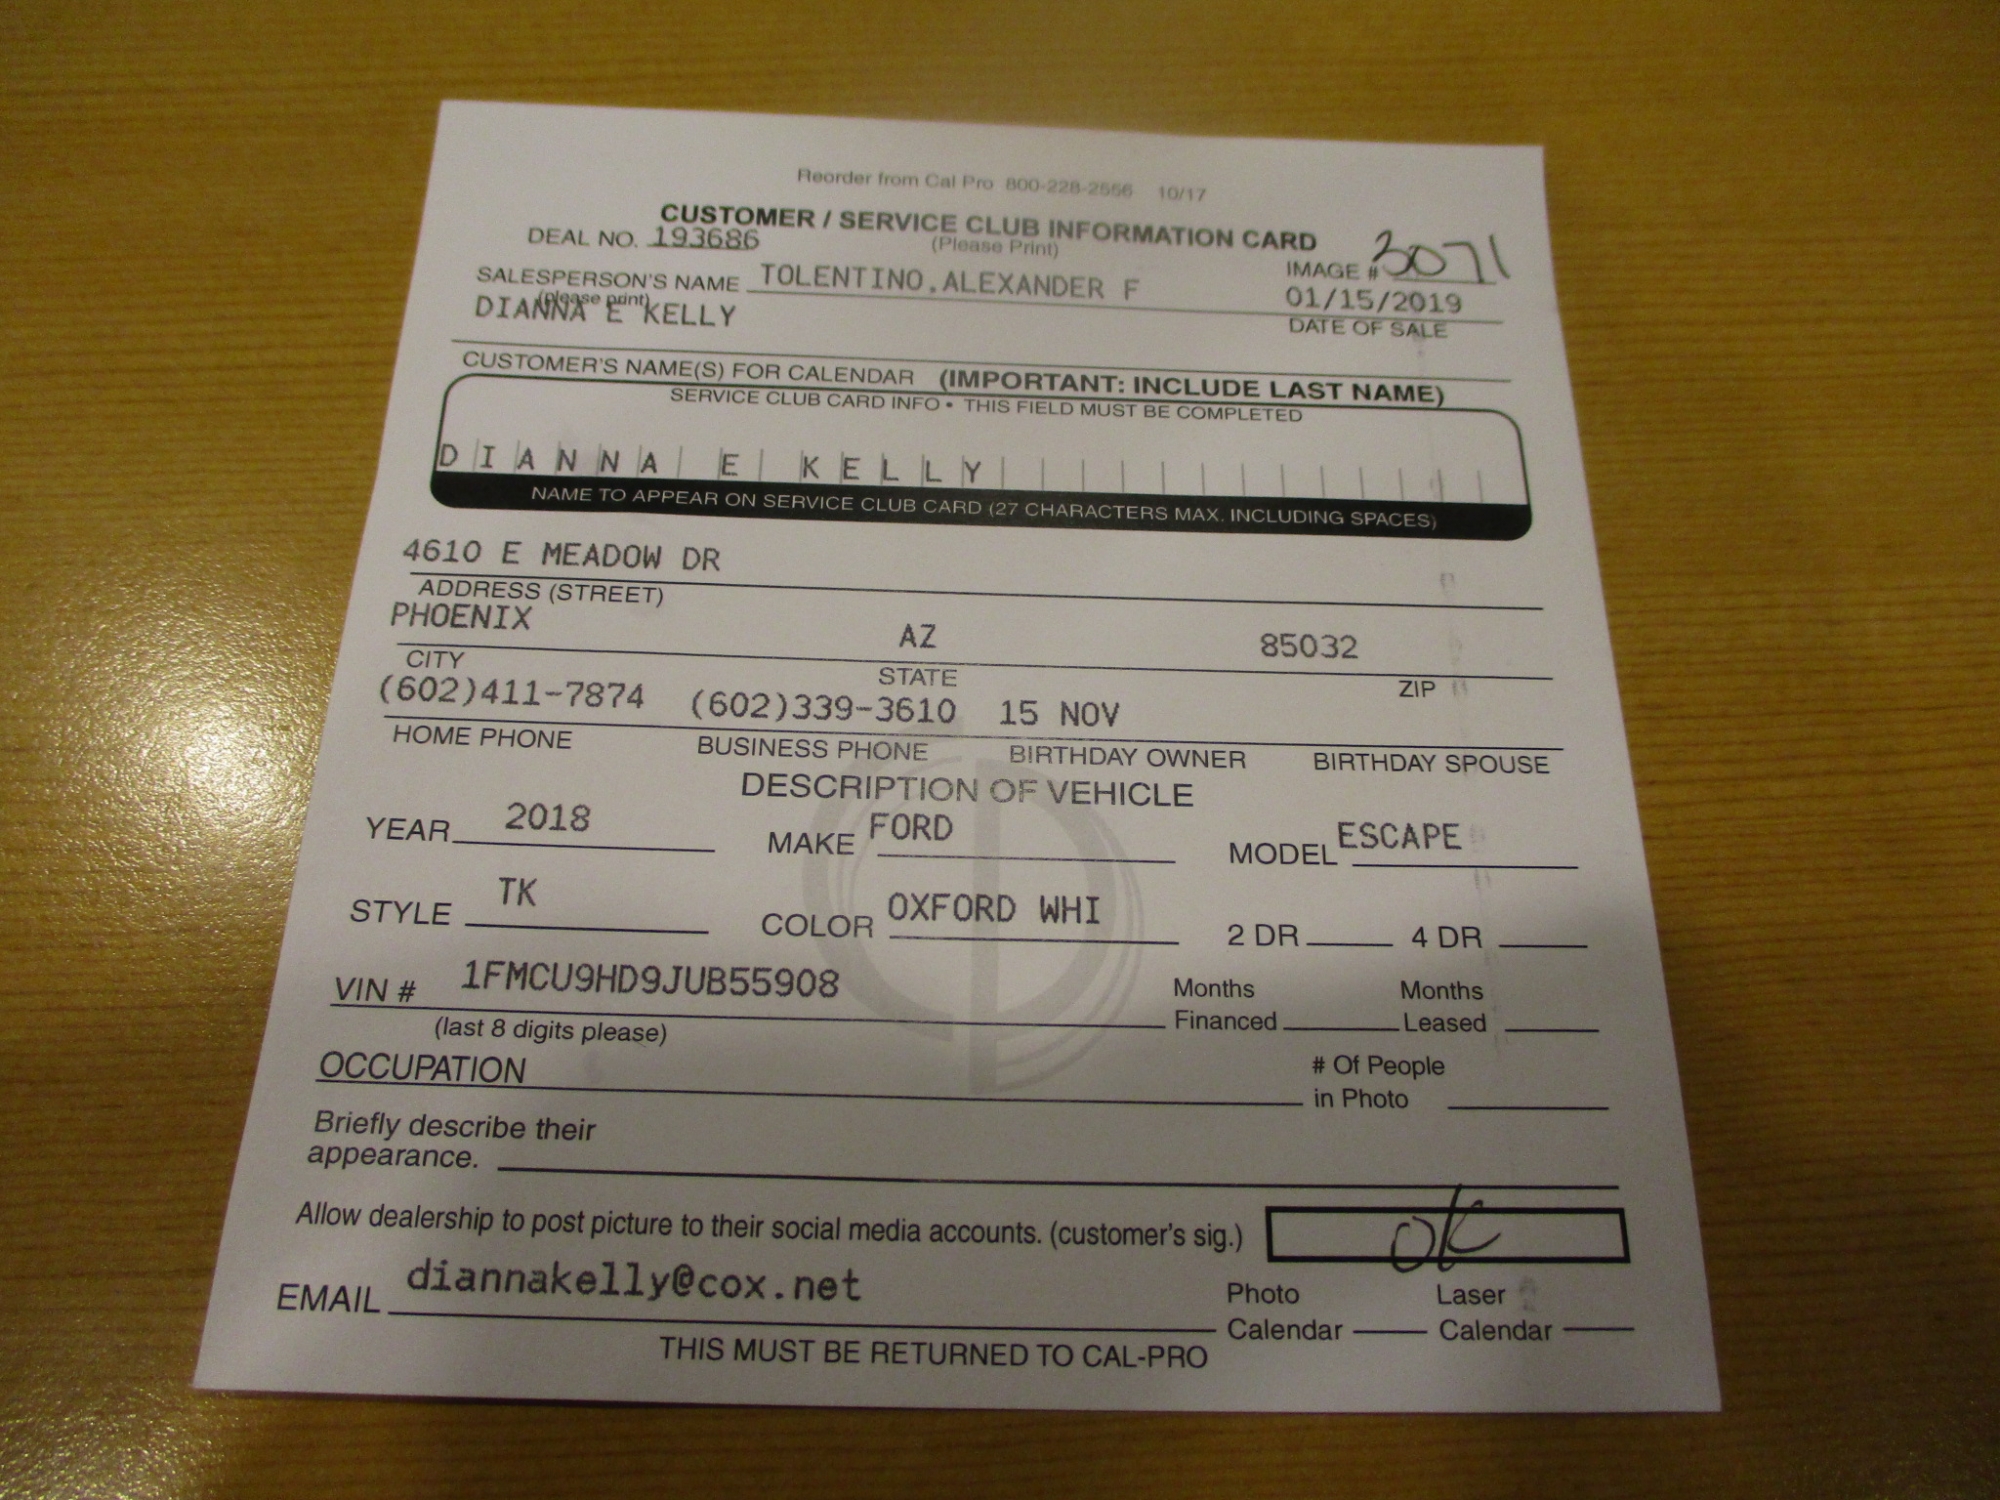 Reorder from Cal Pro 800-228-2556 10/17
CUSTOMER / SERVICE CLUB INFORMATION CARD
(Please Print)
DEAL NO. 193686
IMAGE # 3071
SALESPERSON'S NAME TOLENTINO,ALEXANDER F
(please print)
01/15/2019
DATE OF SALE
DIANNA E KELLY
CUSTOMER'S NAME(S) FOR CALENDAR (IMPORTANT: INCLUDE LAST NAME)
SERVICE CLUB CARD INFO • THIS FIELD MUST BE COMPLETED
DIANNA E KELLY
NAME TO APPEAR ON SERVICE CLUB CARD (27 CHARACTERS MAX. INCLUDING SPACES)
4610 E MEADOW DR
ADDRESS (STREET)
PHOENIX AZ 85032
CITY STATE ZIP
(602)411-7874 (602)339-3610 15 NOV
HOME PHONE BUSINESS PHONE BIRTHDAY OWNER BIRTHDAY SPOUSE
DESCRIPTION OF VEHICLE
YEAR 2018 MAKE FORD MODEL ESCAPE
STYLE TK COLOR OXFORD WHI 2 DR 4 DR
VIN # 1FMCU9HD9JUB55908
(last 8 digits please)
Months Financed
Months Leased
OCCUPATION
# Of People
in Photo
Briefly describe their
appearance.
Allow dealership to post picture to their social media accounts. (customer's sig.) ok
EMAIL diannakelly@cox.net
Photo Calendar
Laser Calendar
THIS MUST BE RETURNED TO CAL-PRO